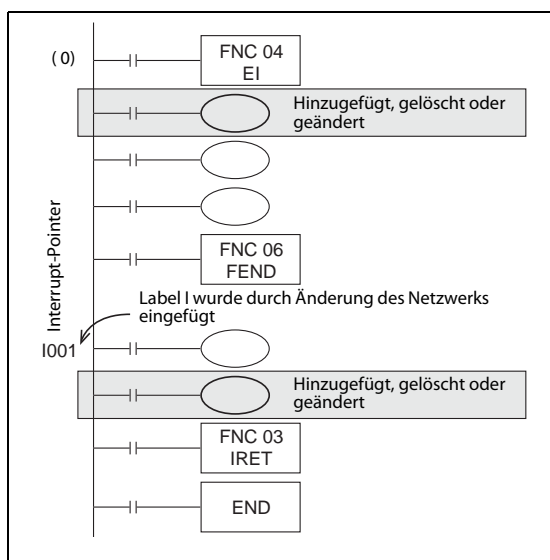 ( 0)
FNC 04
EI
Hinzugefügt, gelöscht oder
geändert
FNC 06
FEND
Interrupt-Pointer
Label I wurde durch Änderung des Netzwerks
eingefügt
I001
Hinzugefügt, gelöscht oder
geändert
FNC 03
IRET
END